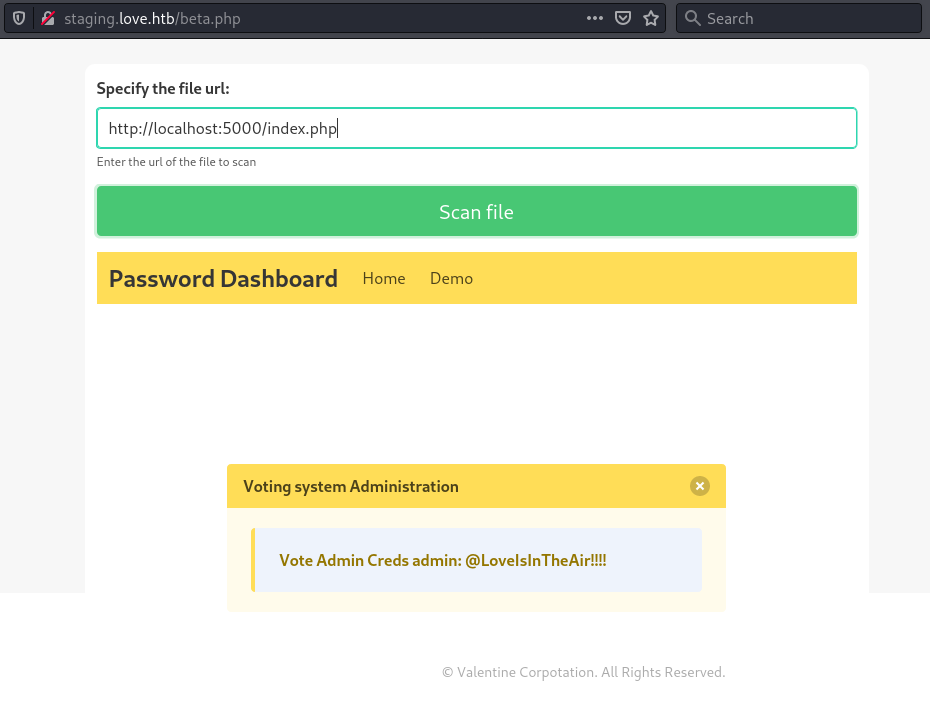 staging.love.htb/beta.php
Search
Specify the file url:
http://localhost:5000/index.php
Enter the url of the file to scan
Scan file
Password Dashboard Home Demo
Voting system Administration
Vote Admin Creds admin: @LoveIsInTheAir!!!!
© Valentine Corpotation. All Rights Reserved.